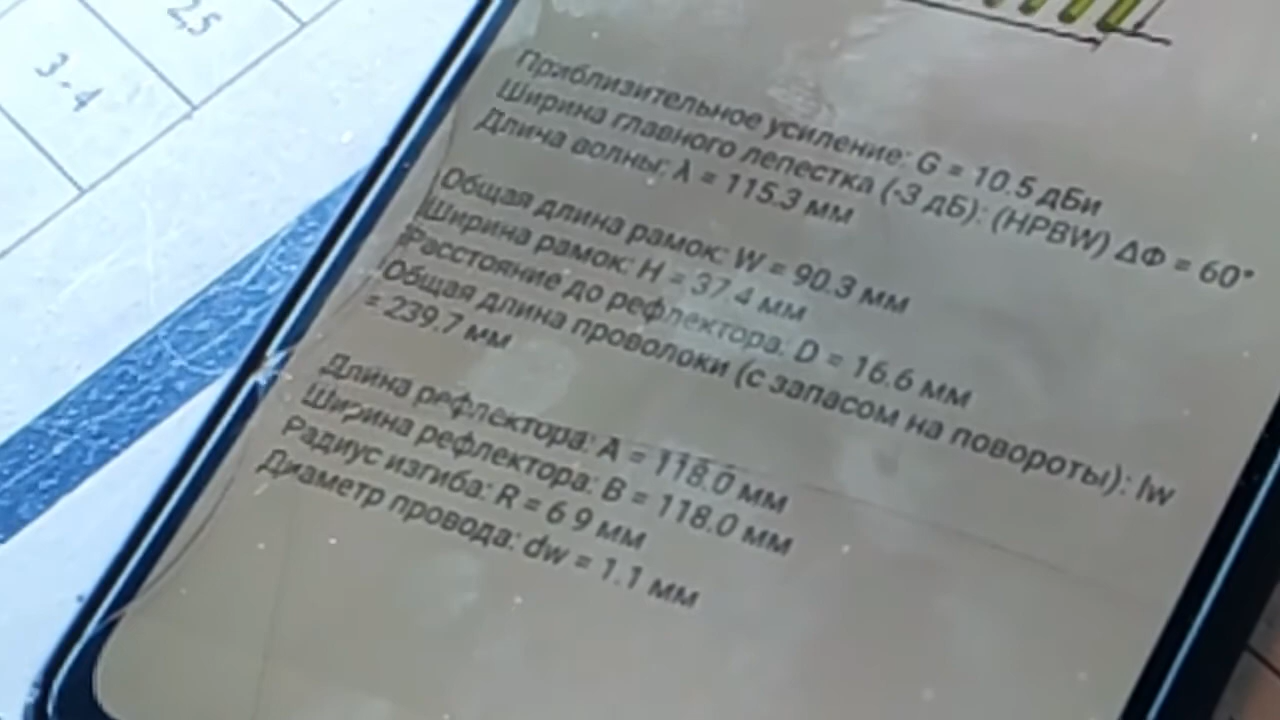 25
3.4
Приблизительное усиление: G = 10.5 дБи
Ширина главного лепестка (-3 дБ): (HPBW) ΔΦ = 60°
Длина волны: λ = 115.3 мм
Общая длина рамок: W = 90.3 мм
Ширина рамок: H = 37.4 мм
Расстояние до рефлектора: D = 16.6 мм
Общая длина проволоки (с запасом на повороты): lw
= 239.7 мм
Длина рефлектора: A = 118.0 мм
Ширина рефлектора: B = 118.0 мм
Радиус изгиба: R = 6.9 мм
Диаметр провода: dw = 1.1 мм